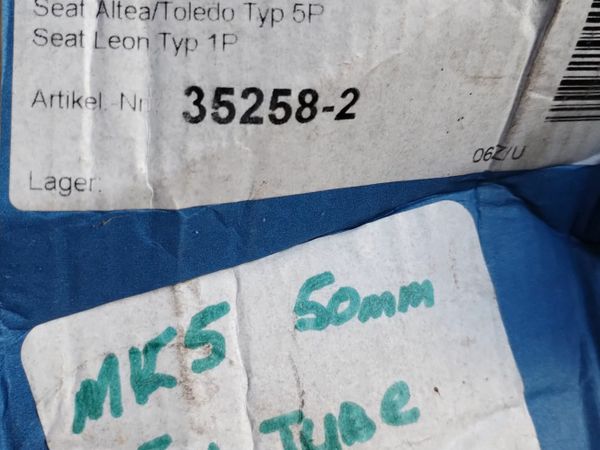 Seat Altea/Toledo Typ 5P
Seat Leon Typ 1P
Artikel.-Nr.: 35258-2
06Z/U
Lager:
MK5 50mm
Tube